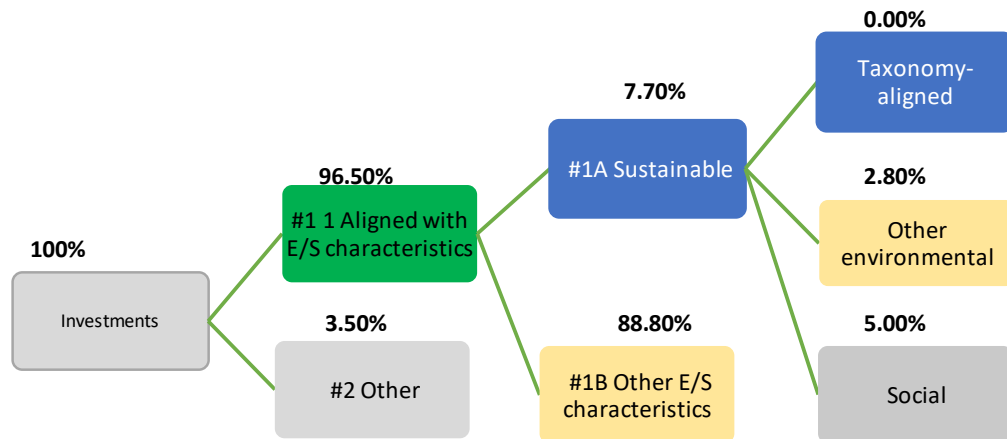 0.00%
Taxonomy-
aligned
7.70%
#1A Sustainable
96.50%
#1 1 Aligned with
E/S characteristics
2.80%
Other
environmental
100%
Investments
3.50%
#2 Other
88.80%
#1B Other E/S
characteristics
5.00%
Social